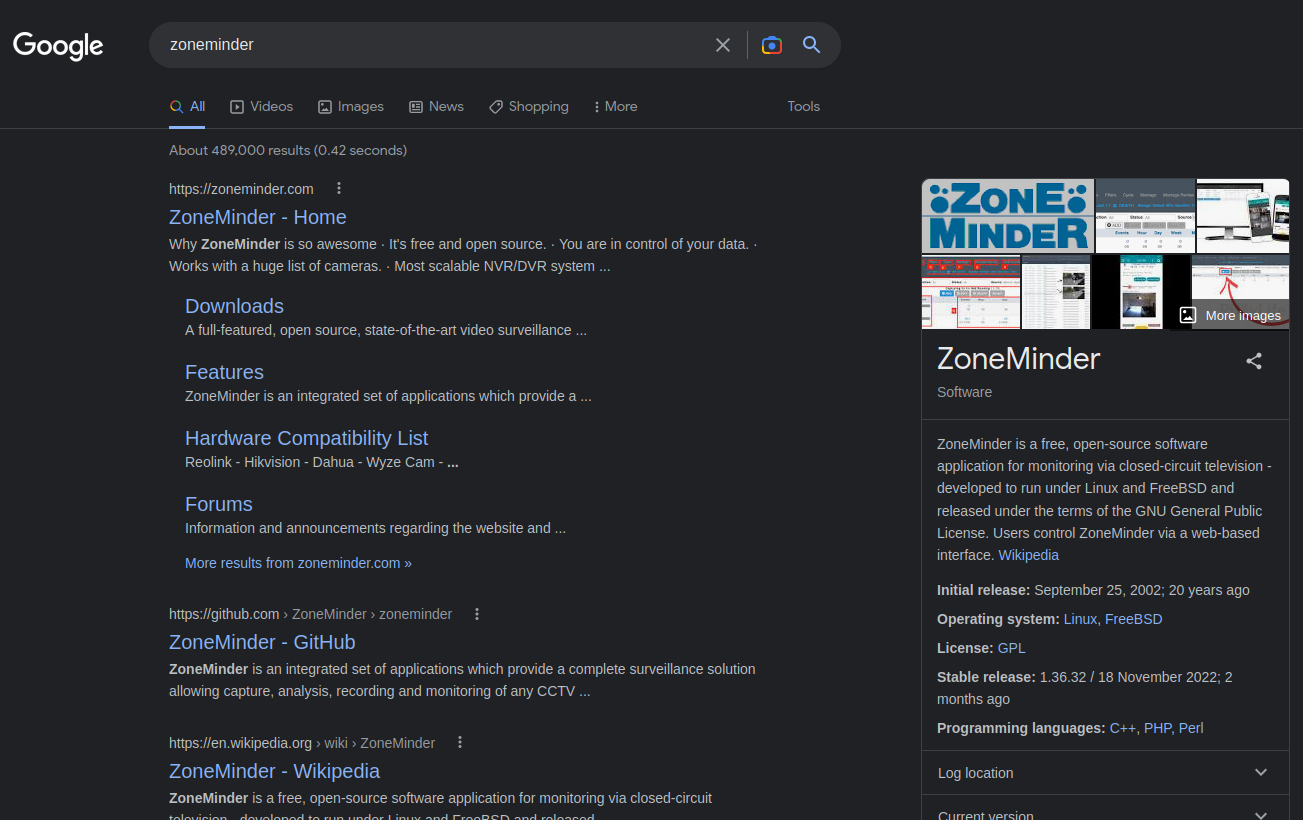 Google
zoneminder
All
Videos
Images
News
Shopping
More
Tools
About 489,000 results (0.42 seconds)
https://zoneminder.com
ZoneMinder - Home
Why ZoneMinder is so awesome · It's free and open source. · You are in control of your data. ·
Works with a huge list of cameras. · Most scalable NVR/DVR system ...
Downloads
A full-featured, open source, state-of-the-art video surveillance ...
Features
ZoneMinder is an integrated set of applications which provide a ...
Hardware Compatibility List
Reolink - Hikvision - Dahua - Wyze Cam - ...
Forums
Information and announcements regarding the website and ...
More results from zoneminder.com »
https://github.com › ZoneMinder › zoneminder
ZoneMinder - GitHub
ZoneMinder is an integrated set of applications which provide a complete surveillance solution
allowing capture, analysis, recording and monitoring of any CCTV ...
https://en.wikipedia.org › wiki › ZoneMinder
ZoneMinder - Wikipedia
ZoneMinder is a free, open-source software application for monitoring via closed-circuit
television - developed to run under Linux and FreeBSD and released
ZONE
MINDER
More images
ZoneMinder
Software
ZoneMinder is a free, open-source software
application for monitoring via closed-circuit television -
developed to run under Linux and FreeBSD and
released under the terms of the GNU General Public
License. Users control ZoneMinder via a web-based
interface. Wikipedia
Initial release: September 25, 2002; 20 years ago
Operating system: Linux, FreeBSD
License: GPL
Stable release: 1.36.32 / 18 November 2022; 2
months ago
Programming languages: C++, PHP, Perl
Log location
Current version